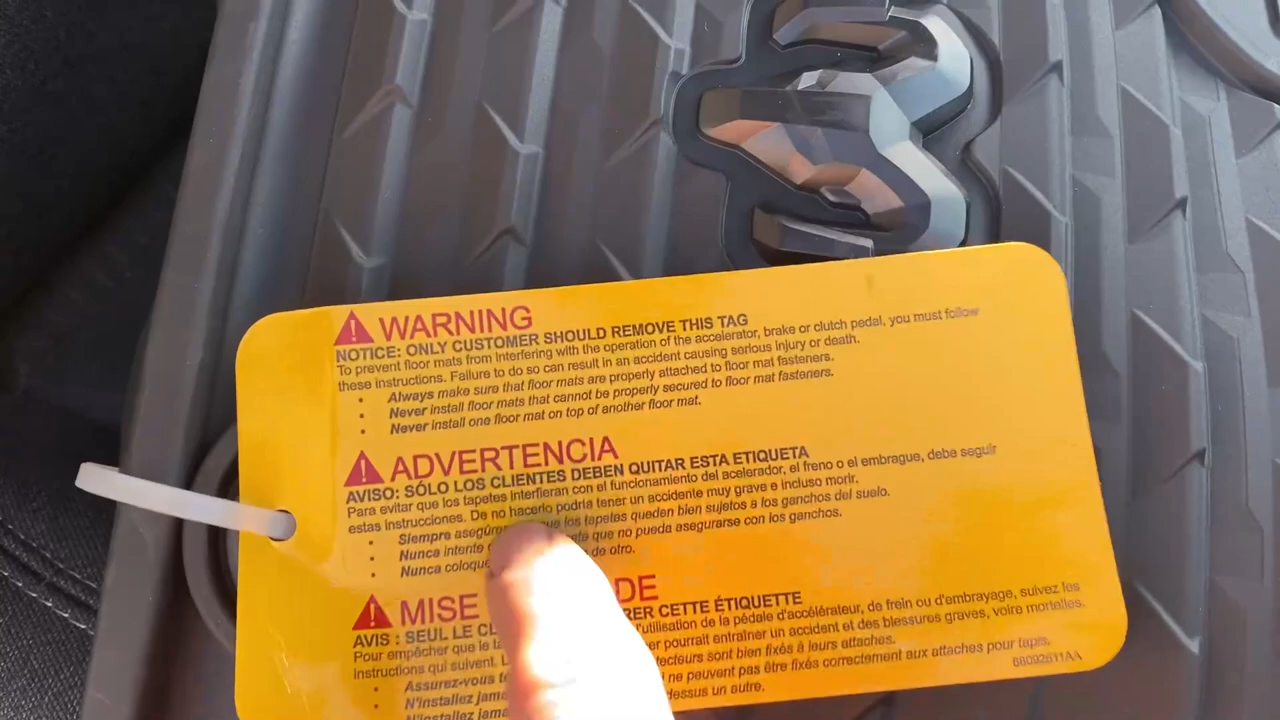 WARNING
NOTICE: ONLY CUSTOMER SHOULD REMOVE THIS TAG
To prevent floor mats from interfering with the operation of the accelerator, brake or clutch pedal, you must follow
these instructions. Failure to do so can result in an accident causing serious injury or death.
• Always make sure that floor mats are properly attached to floor mat fasteners.
• Never install floor mats that cannot be properly secured to floor mat fasteners.
• Never install one floor mat on top of another floor mat.
ADVERTENCIA
AVISO: SÓLO LOS CLIENTES DEBEN QUITAR ESTA ETIQUETA
Para evitar que los tapetes interfieran con el funcionamiento del acelerador, el freno o el embrague, debe seguir
estas instrucciones. De no hacerlo podría tener un accidente muy grave e incluso morir.
• Siempre que los tapetes queden bien sujetos a los ganchos del suelo.
• Nunca intente que no pueda asegurarse con los ganchos.
• Nunca coloque de otro.
MISE DE
AVIS : SEUL LE CETTE ÉTIQUETTE
Pour empêcher que le l'utilisation de la pédale d'accélérateur, de frein ou d'embrayage, suivez les
instructions qui suivent. pourrait entraîner un accident et des blessures graves, voire mortelles.
• Assurez-vous sont bien fixés à leurs attaches.
• N'installez ne peuvent pas être fixés correctement aux attaches pour tapis.
• N'installez dessus un autre.
68092611AA